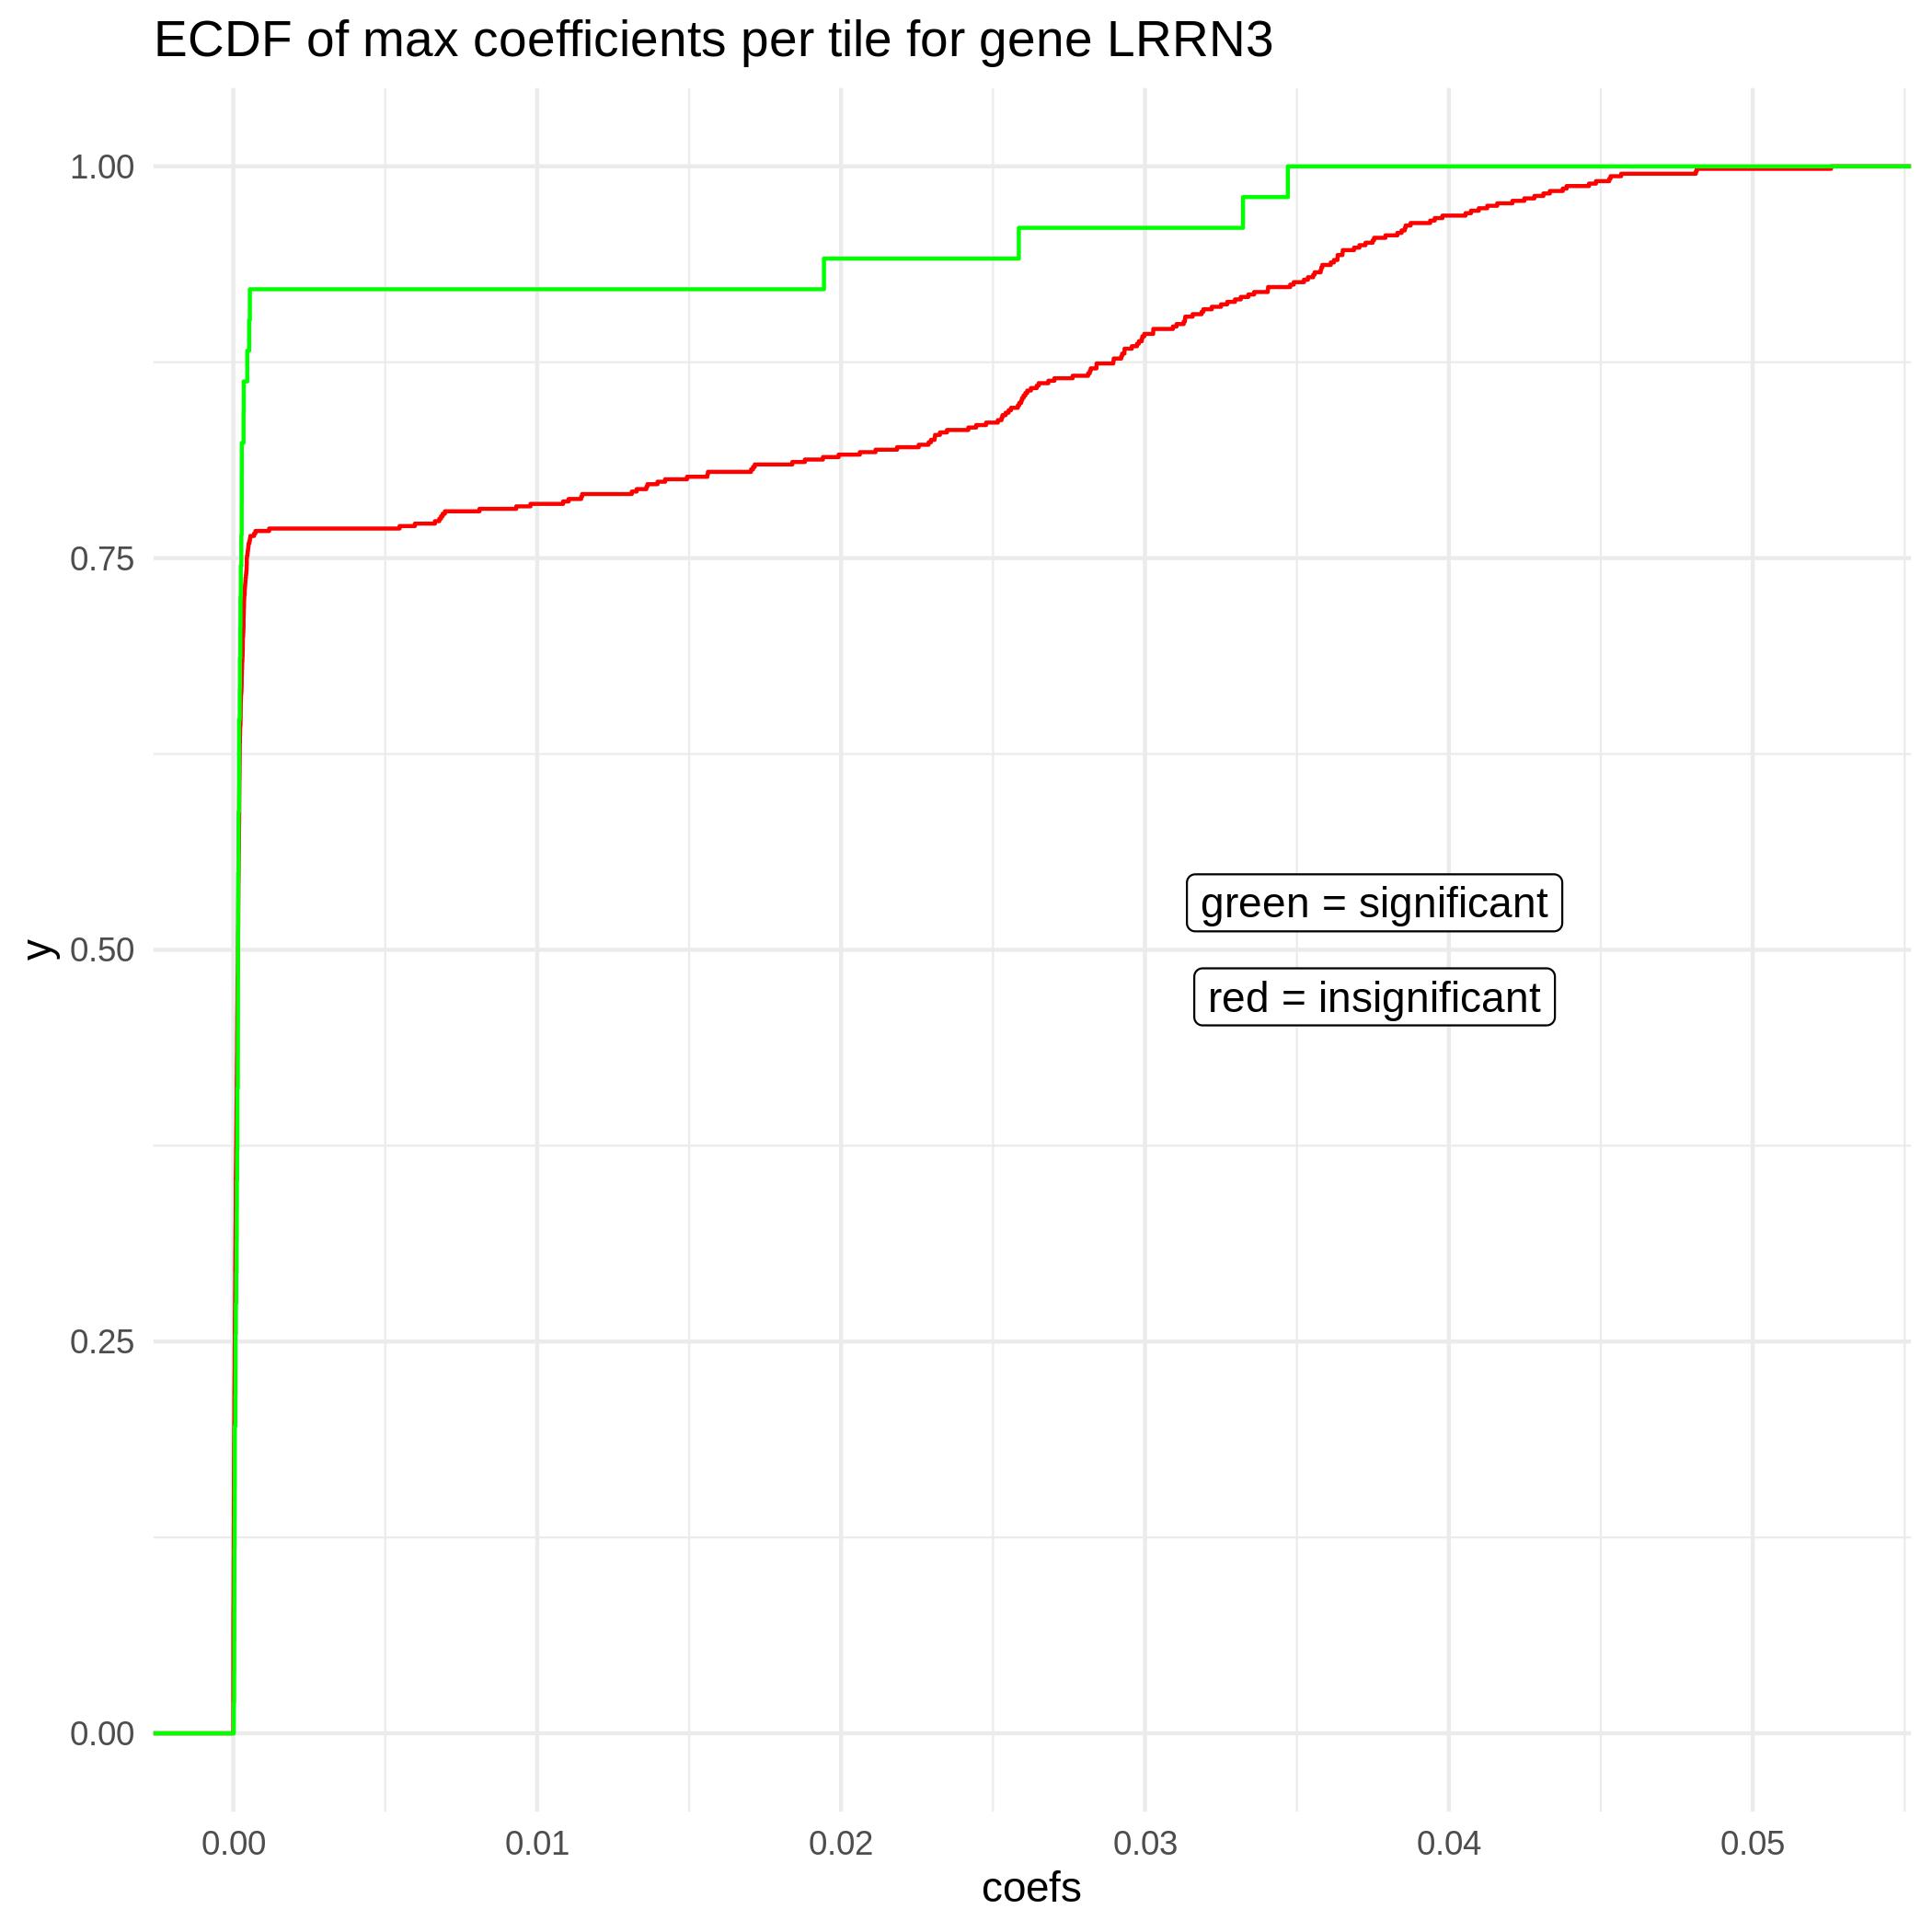 ECDF of max coefficients per tile for gene LRRN3
1.00
0.75
0.50
0.25
0.00
y
green = significant
red = insignificant
0.00 0.01 0.02 0.03 0.04 0.05
coefs